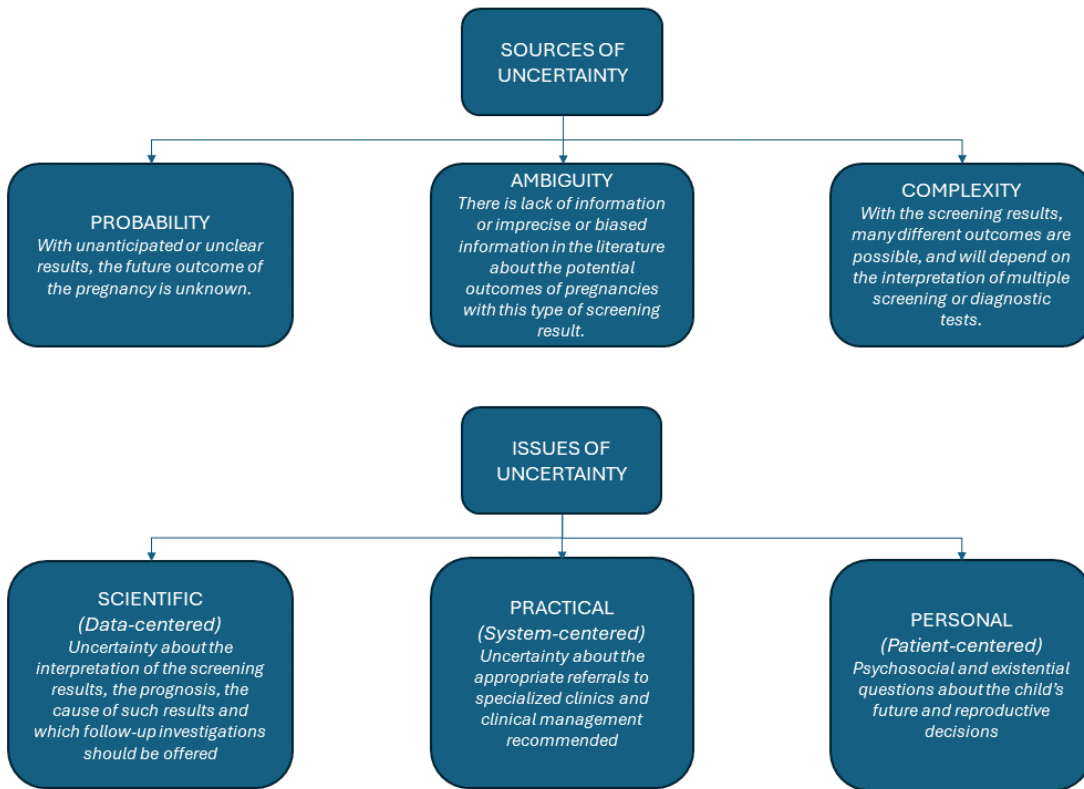 SOURCES OF
UNCERTAINTY
PROBABILITY
With unanticipated or unclear
results, the future outcome of
the pregnancy is unknown.
AMBIGUITY
There is lack of information
or imprecise or biased
information in the literature
about the potential
outcomes of pregnancies
with this type of screening
result.
COMPLEXITY
With the screening results,
many different outcomes are
possible, and will depend on
the interpretation of multiple
screening or diagnostic
tests.
ISSUES OF
UNCERTAINTY
SCIENTIFIC
(Data-centered)
Uncertainty about the
interpretation of the screening
results, the prognosis, the
cause of such results and
which follow-up investigations
should be offered
PRACTICAL
(System-centered)
Uncertainty about the
appropriate referrals to
specialized clinics and
clinical management
recommended
PERSONAL
(Patient-centered)
Psychosocial and existential
questions about the child’s
future and reproductive
decisions